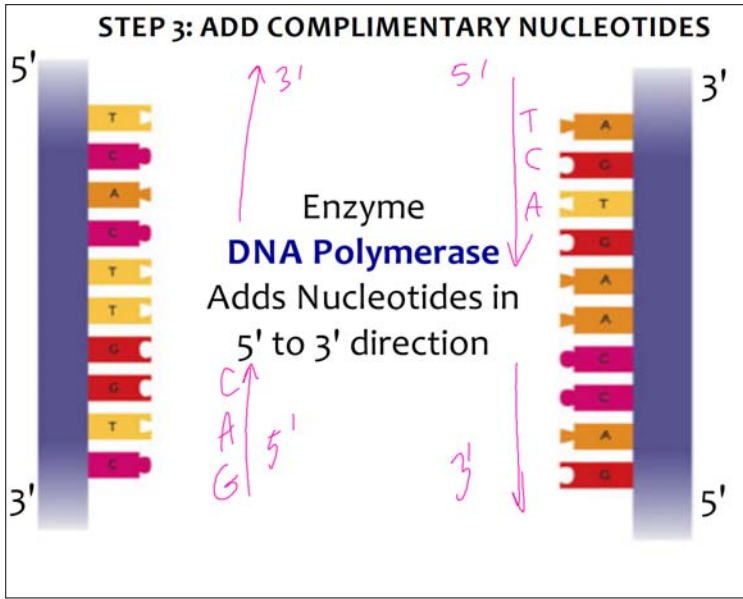 STEP 3: ADD COMPLIMENTARY NUCLEOTIDES
5'
3'
5'
3'
T
C
A
C
T
T
G
G
T
C
T
C
A
A
G
T
G
A
A
C
C
A
G
Enzyme
DNA Polymerase
Adds Nucleotides in
5' to 3' direction
C
A
G
5'
3'
3'
5'